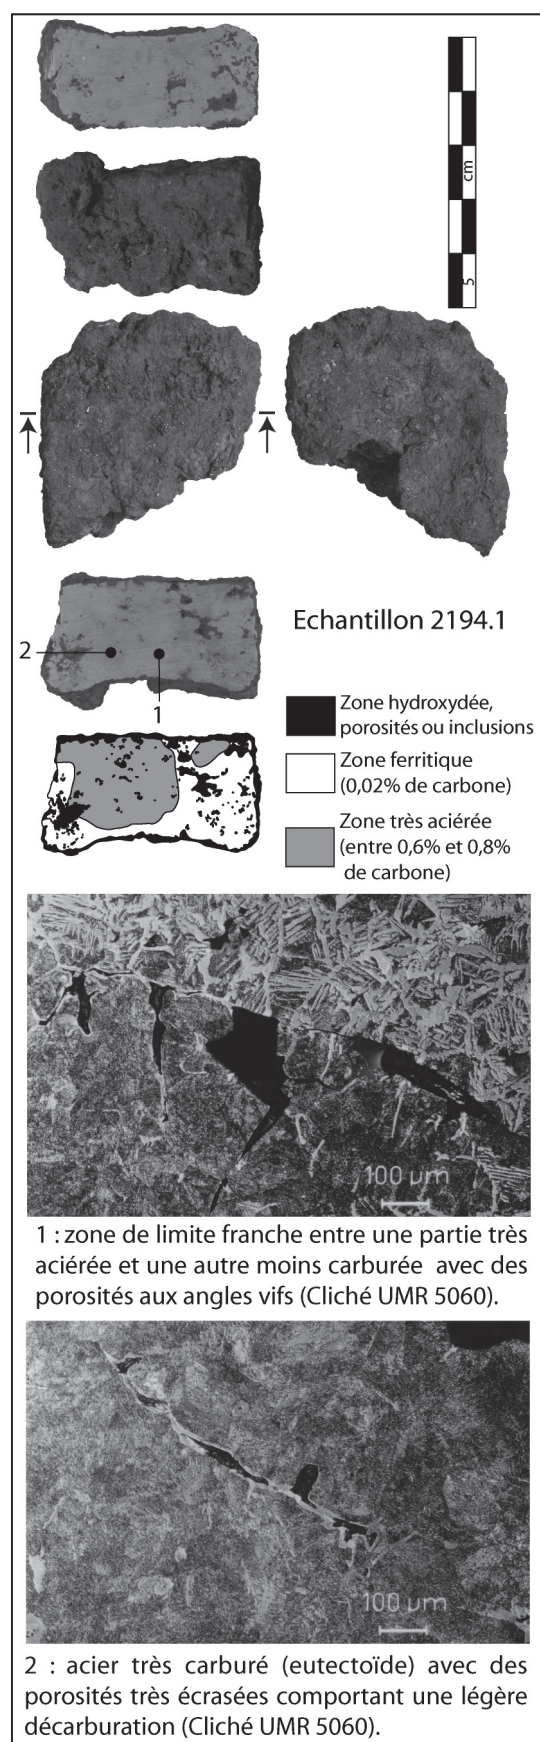 cm
5
Echantillon 2194.1
2
1
Zone hydroxydée,
porosités ou inclusions
Zone ferritique
(0,02% de carbone)
Zone très aciérée
(entre 0,6% et 0,8%
de carbone)
100 µm
1 : zone de limite franche entre une partie très
aciérée et une autre moins carburée avec des
porosités aux angles vifs (Cliché UMR 5060).
100 µm
2 : acier très carburé (eutectoïde) avec des
porosités très écrasées comportant une légère
décarburation (Cliché UMR 5060).